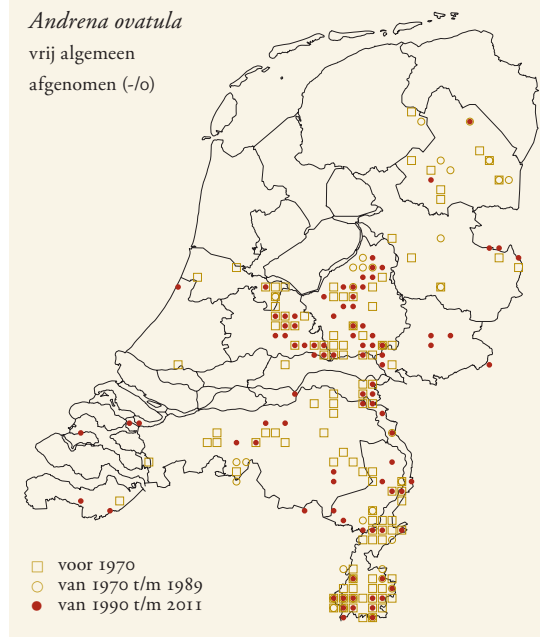 Andrena ovatula
vrij algemeen
afgenomen (-/0)
voor 1970
van 1970 t/m 1989
van 1990 t/m 2011